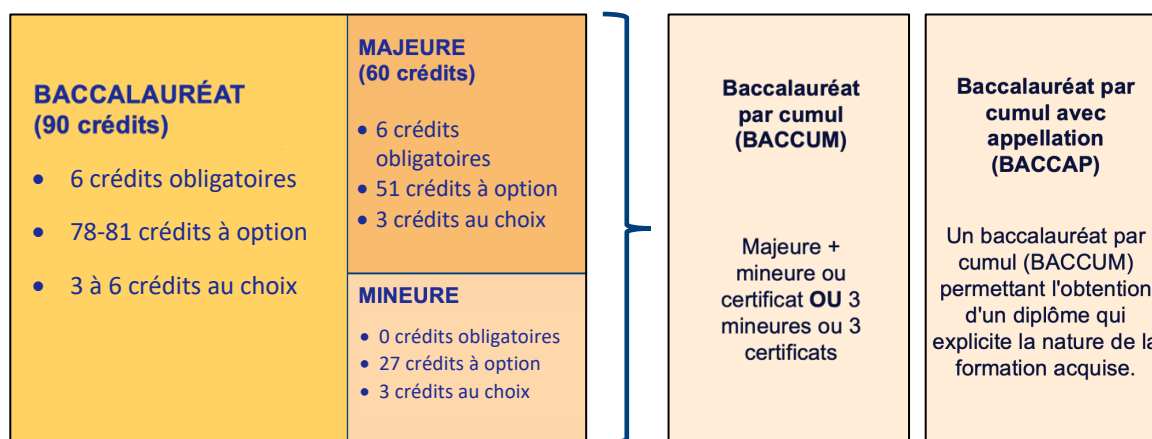 BACCALAURÉAT
(90 crédits)
• 6 crédits obligatoires
• 78-81 crédits à option
• 3 à 6 crédits au choix
MAJEURE
(60 crédits)
• 6 crédits
obligatoires
• 51 crédits à option
• 3 crédits au choix
MINEURE
• 0 crédits obligatoires
• 27 crédits à option
• 3 crédits au choix
Baccalauréat
par cumul
(BACCUM)
Majeure +
mineure ou
certificat OU 3
mineures ou 3
certificats
Baccalauréat par
cumul avec
appellation
(BACCAP)
Un baccalauréat par
cumul (BACCUM)
permettant l'obtention
d'un diplôme qui
explicite la nature de la
formation acquise.